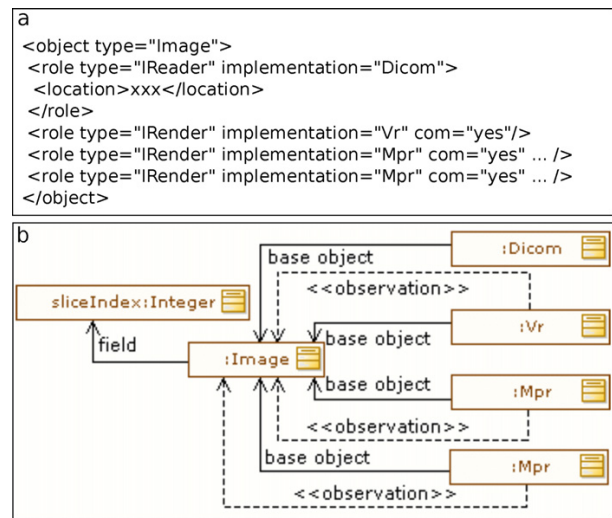 a
<object type="Image">
<role type="IReader" implementation="Dicom">
<location>xxx</location>
</role>
<role type="IRender" implementation="Vr" com="yes"/>
<role type="IRender" implementation="Mpr" com="yes" ... />
<role type="IRender" implementation="Mpr" com="yes" ... />
</object>
b
:Dicom
base object
<<observation>>
sliceIndex:Integer
:Vr
field
base object
:Image
base object
:Mpr
<<observation>>
base object
:Mpr
<<observation>>